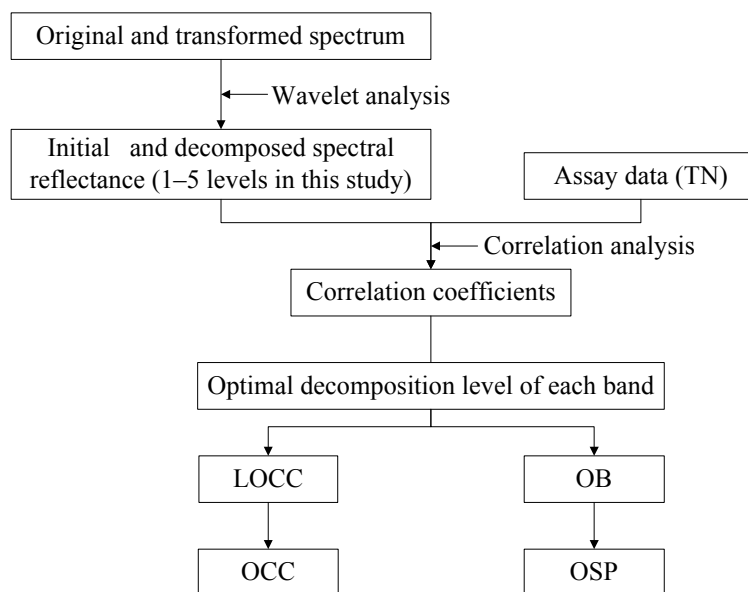 Original and transformed spectrum
Wavelet analysis
Initial and decomposed spectral
reflectance (1–5 levels in this study)
Assay data (TN)
Correlation analysis
Correlation coefficients
Optimal decomposition level of each band
LOCC
OB
OCC
OSP